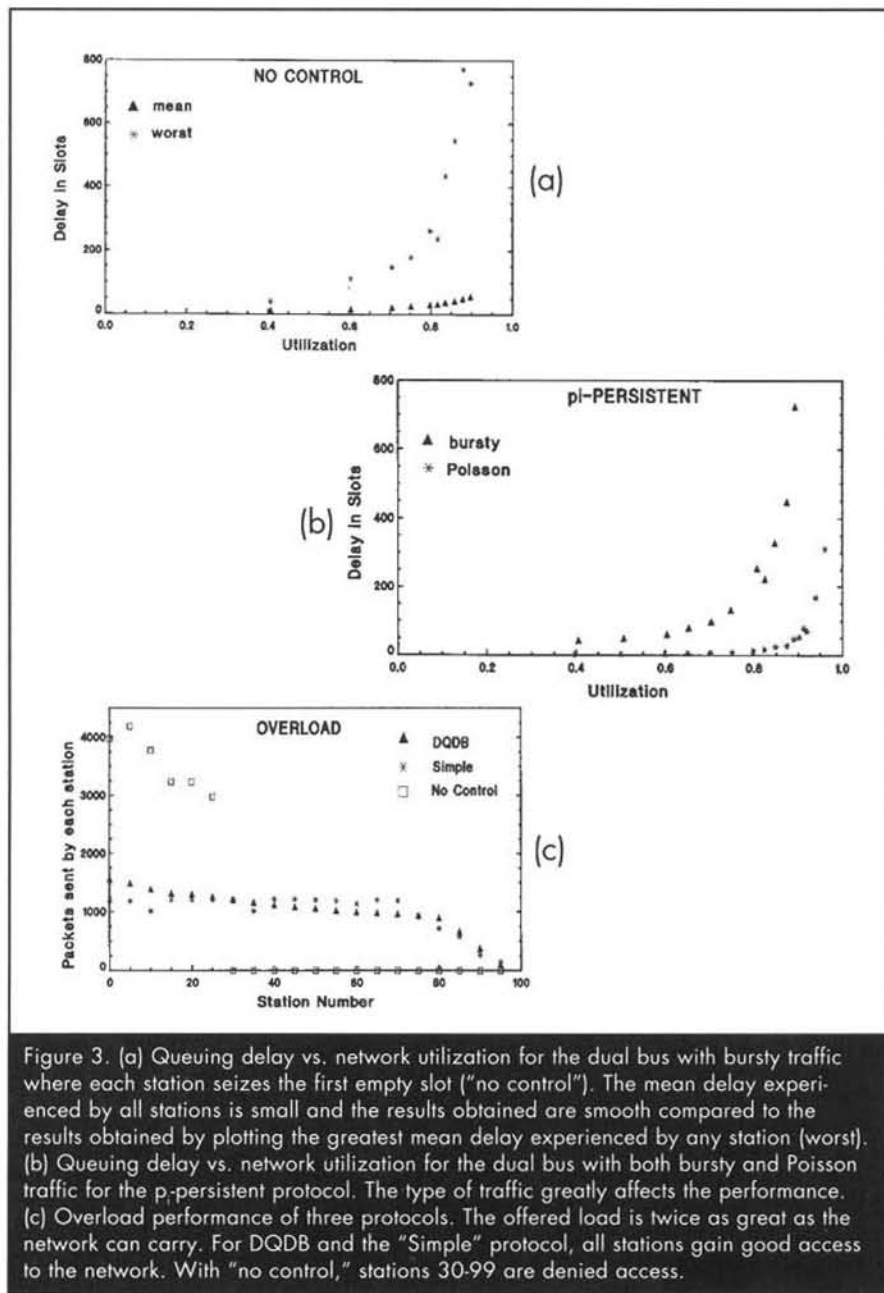 NO CONTROL
▲ mean
* worst
800
600
400
200
0
0.0 0.2 0.4 0.6 0.8 1.0
Delay in Slots
Utilization
(a)
pI-PERSISTENT
▲ bursty
* Poisson
800
600
400
200
0
0.0 0.2 0.4 0.6 0.8 1.0
Delay in Slots
Utilization
(b)
OVERLOAD
▲ DQDB
* Simple
□ No Control
4000
3000
2000
1000
0
0 20 40 60 80 100
Packets sent by each station
Station Number
(c)
Figure 3. (a) Queuing delay vs. network utilization for the dual bus with bursty traffic
where each station seizes the first empty slot ("no control"). The mean delay experi-
enced by all stations is small and the results obtained are smooth compared to the
results obtained by plotting the greatest mean delay experienced by any station (worst).
(b) Queuing delay vs. network utilization for the dual bus with both bursty and Poisson
traffic for the pᵢ-persistent protocol. The type of traffic greatly affects the performance.
(c) Overload performance of three protocols. The offered load is twice as great as the
network can carry. For DQDB and the "Simple" protocol, all stations gain good access
to the network. With "no control," stations 30-99 are denied access.